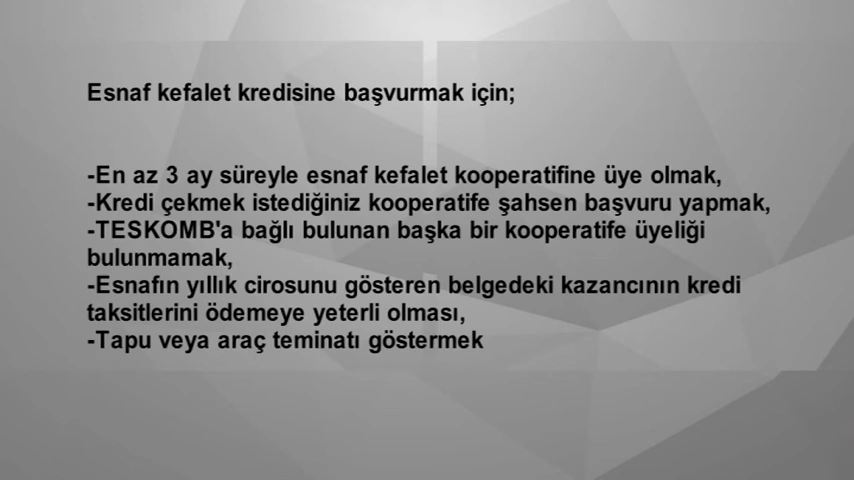 Esnaf kefalet kredisine başvurmak için;
-En az 3 ay süreyle esnaf kefalet kooperatifine üye olmak,
-Kredi çekmek istediğiniz kooperatife şahsen başvuru yapmak,
-TESKOMB'a bağlı bulunan başka bir kooperatife üyeliği
bulunmamak,
-Esnafın yıllık cirosunu gösteren belgedeki kazancının kredi
taksitlerini ödemeye yeterli olması,
-Tapu veya araç teminatı göstermek